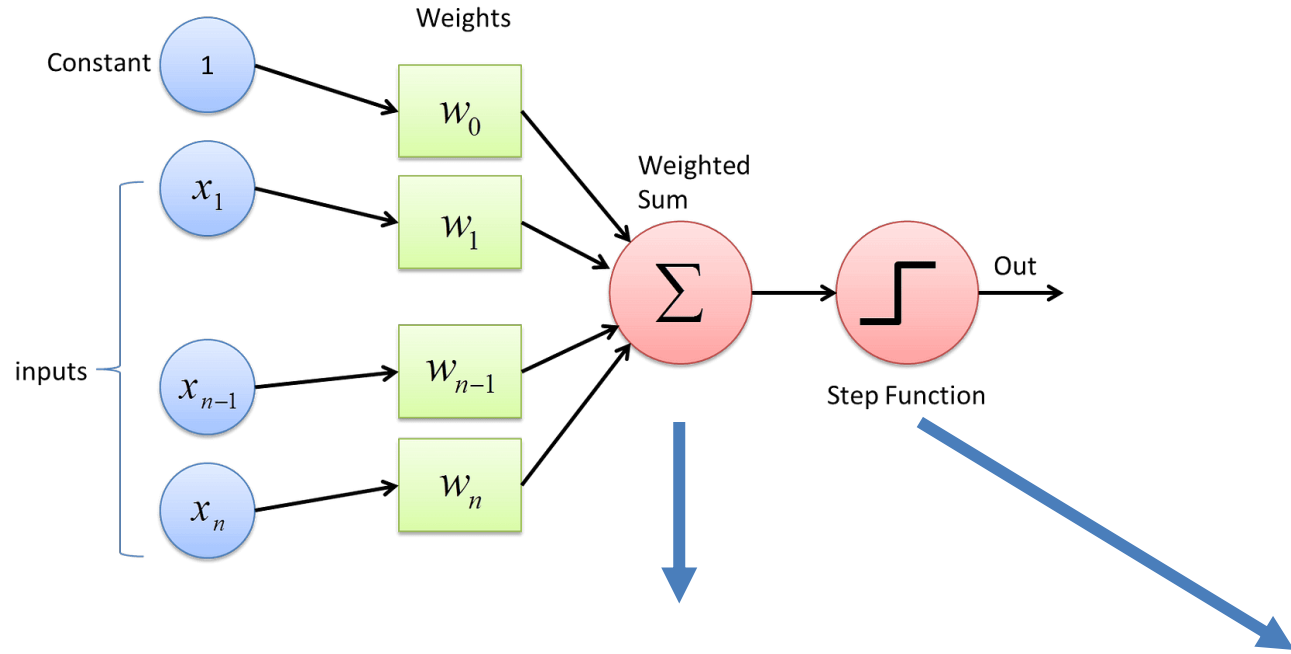 Weights
Constant
1
w₀
x₁
w₁
Weighted
Sum
Σ
Out
inputs
xₙ₋₁
wₙ₋₁
Step Function
xₙ
wₙ